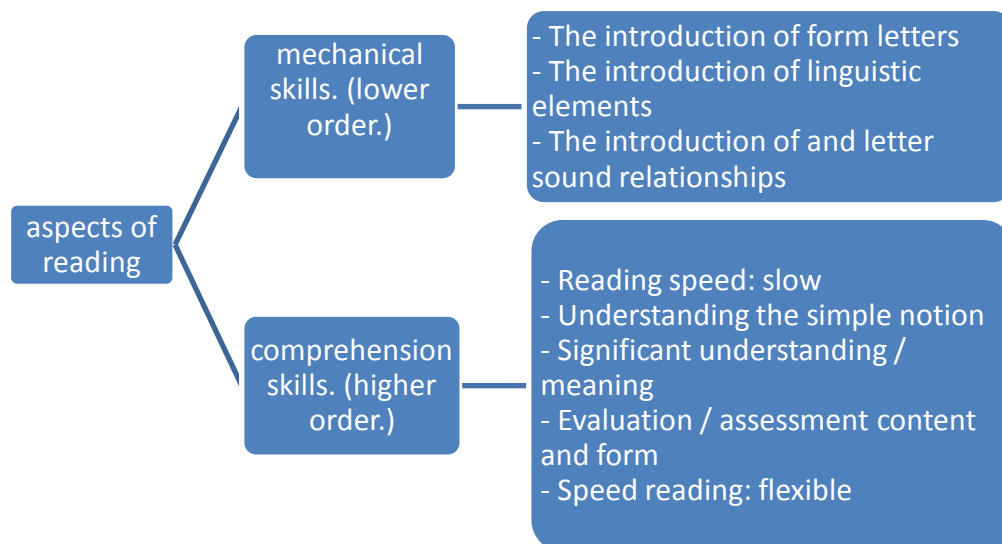 aspects of
reading
mechanical
skills. (lower
order.)
- The introduction of form letters
- The introduction of linguistic
elements
- The introduction of and letter
sound relationships
comprehension
skills. (higher
order.)
- Reading speed: slow
- Understanding the simple notion
- Significant understanding /
meaning
- Evaluation / assessment content
and form
- Speed reading: flexible